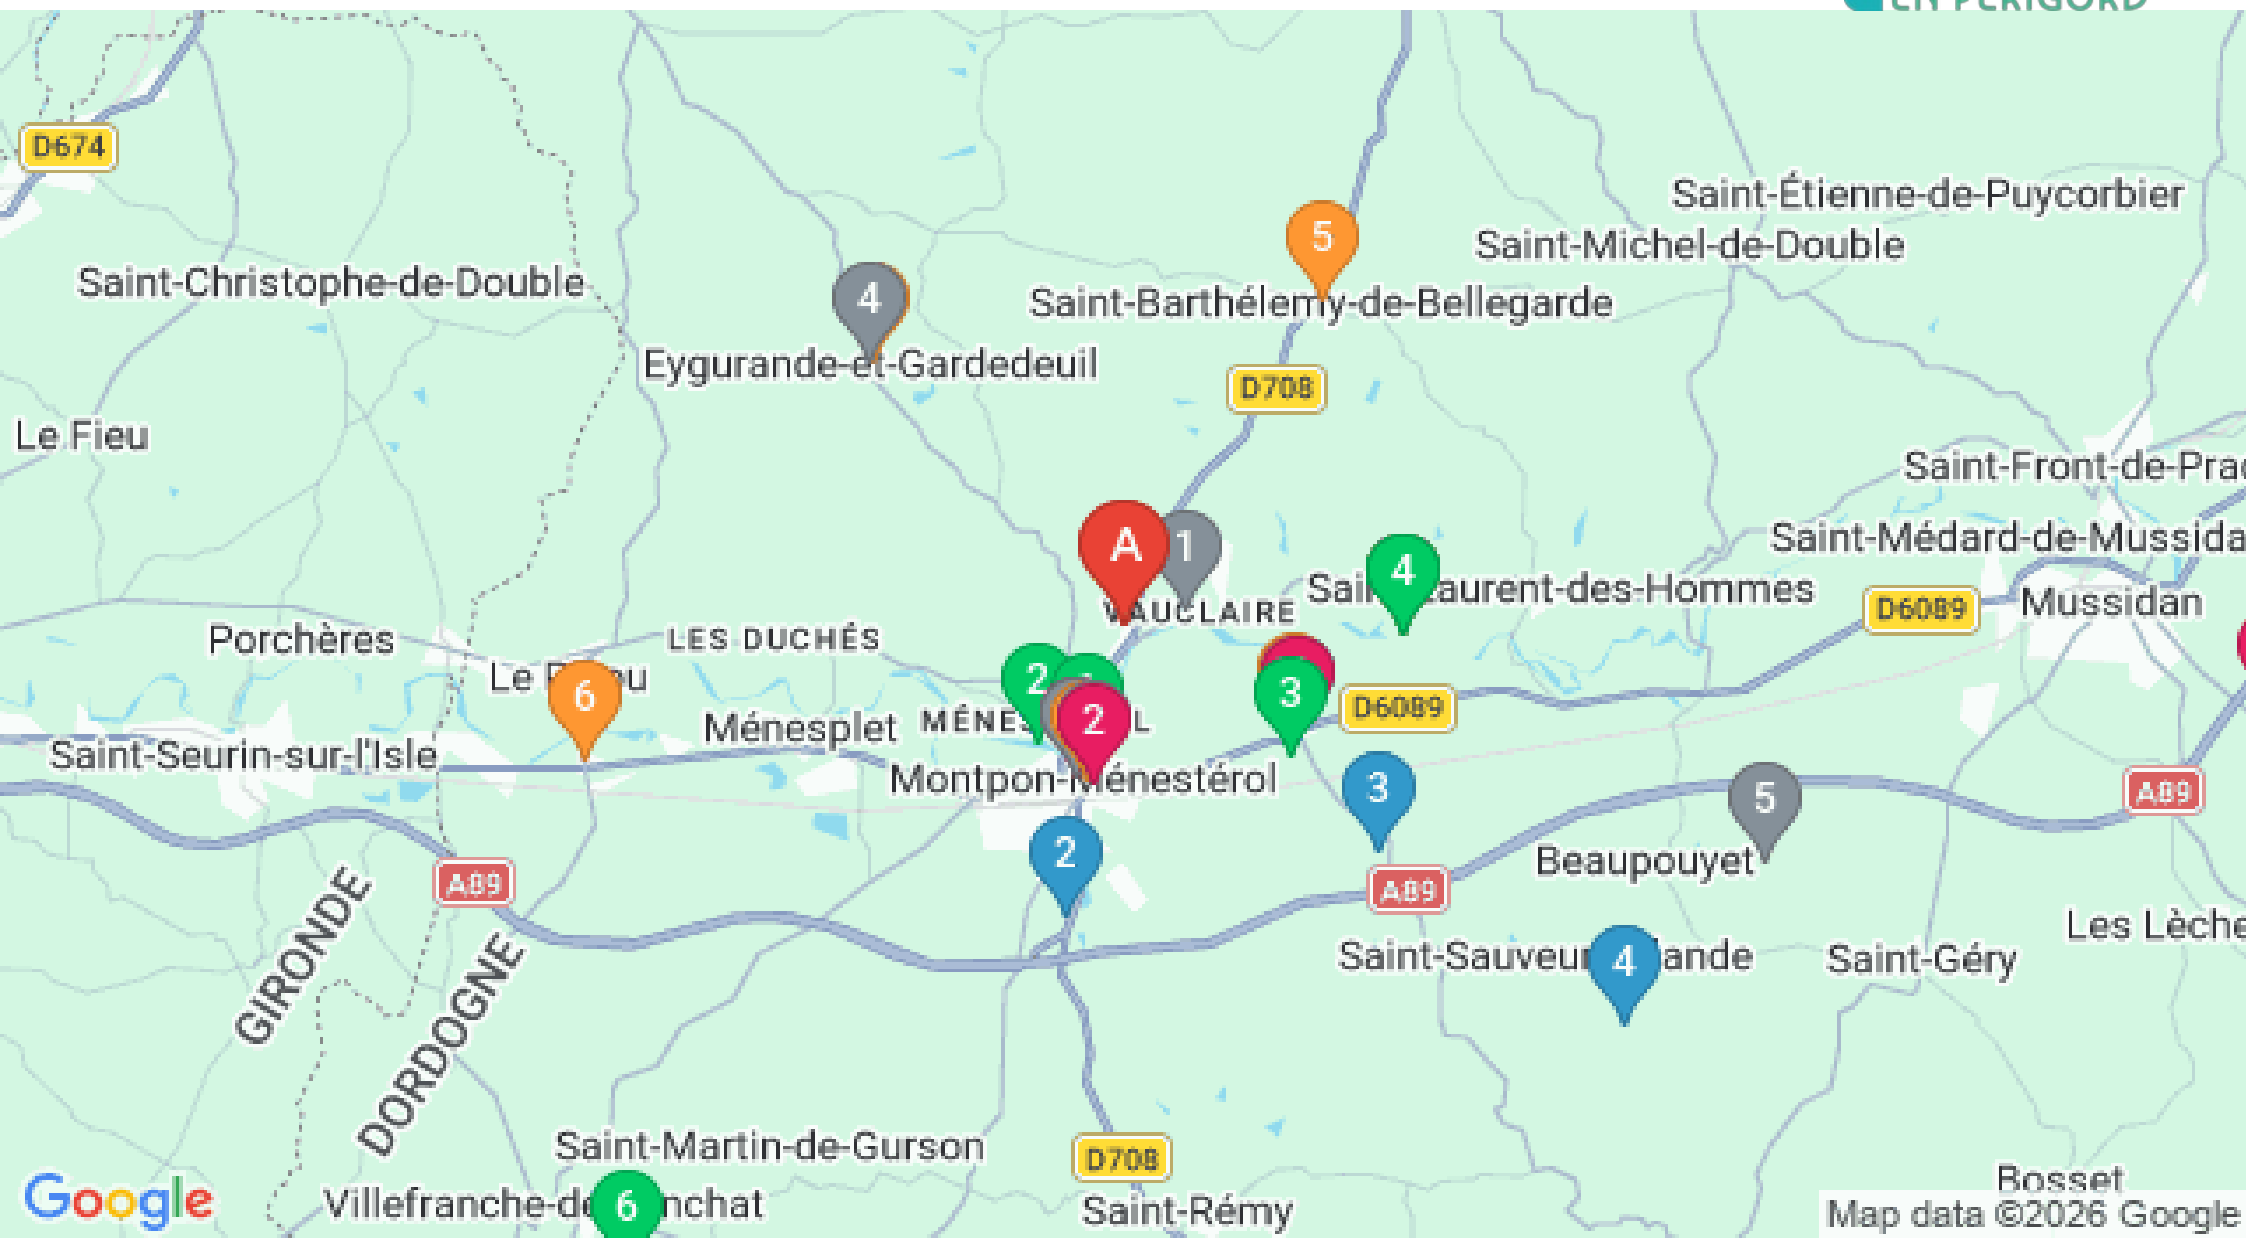 EN PÉRIGORD
D674
Saint-Étienne-de-Puycorbier
5
Saint-Michel-de-Double
Saint-Christophe-de-Double
4
Saint-Barthélemy-de-Bellegarde
Eygurande-et-Gardedeuil
D708
Le Fieu
Saint-Front-de-Prad
A
1
Saint-Médard-de-Mussida
4
Saint-Laurent-des-Hommes
VAUCLAIRE
D6089
Mussidan
Porchères
LES DUCHÉS
Le P
ou
6
2
3
D6089
Ménesplet
MÉNES
L
2
Saint-Seurin-sur-l'Isle
Montpon-Ménestérol
3
5
A89
2
Beaupouyet
A89
A89
GIRONDE
DORDOGNE
Les Lèche
Saint-Sauveur
ande
4
Saint-Géry
Saint-Martin-de-Gurson
D708
Bosset
Google
Villefranche-de
nchat
6
Saint-Rémy
Map data ©2026 Google